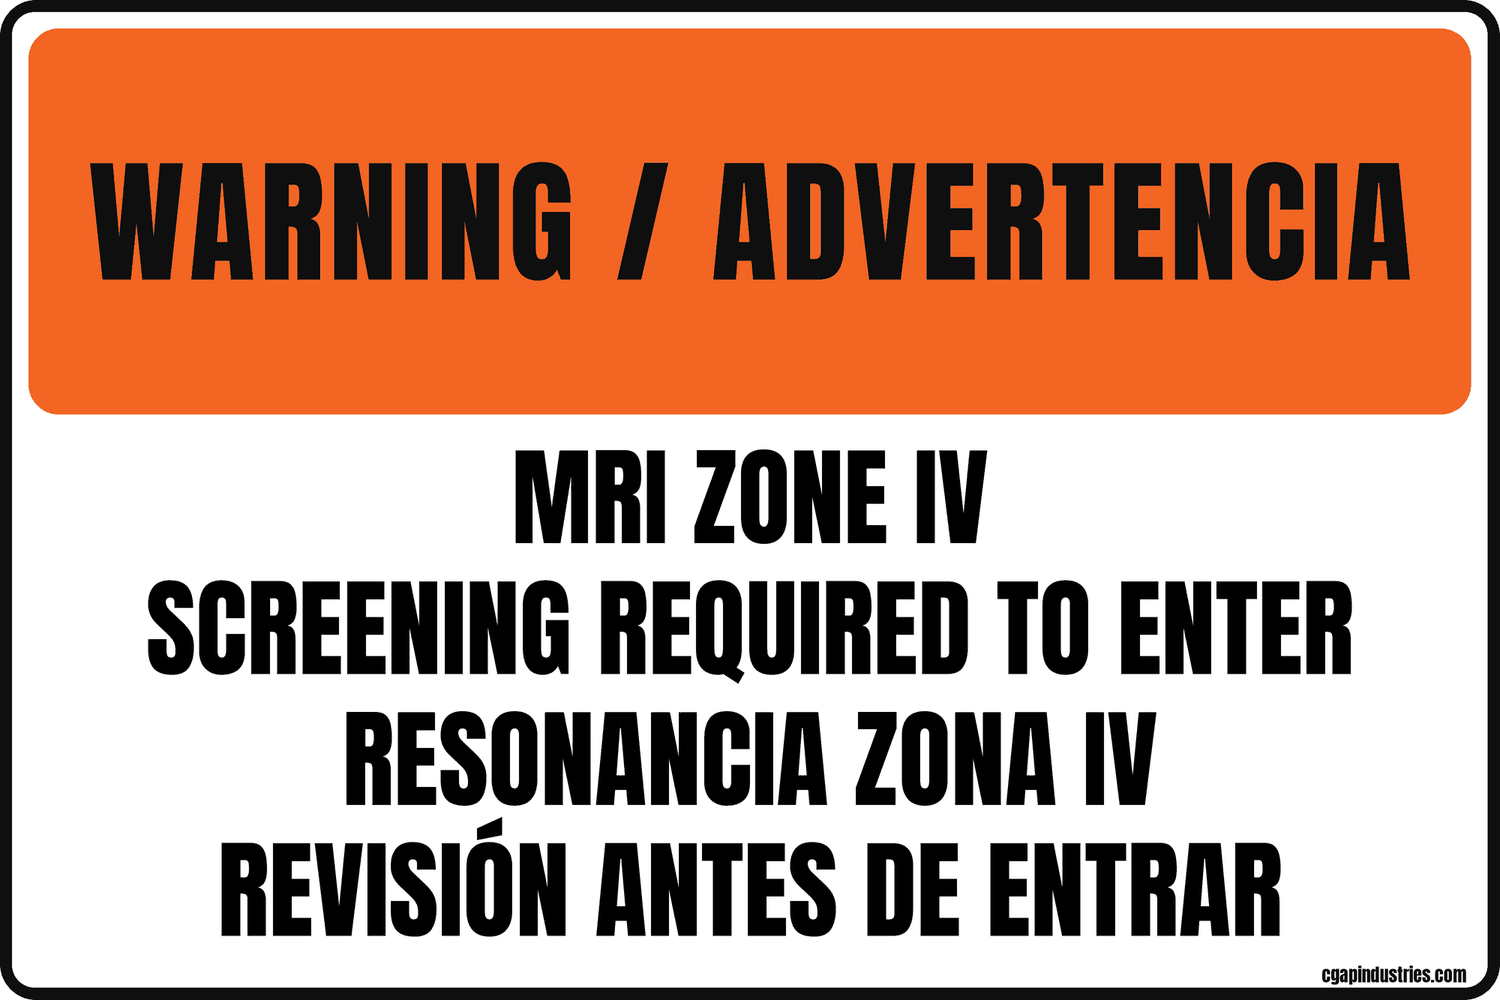 WARNING / ADVERTENCIA
MRI ZONE IV
SCREENING REQUIRED TO ENTER
RESONANCIA ZONA IV
REVISIÓN ANTES DE ENTRAR
cgapindustries.com